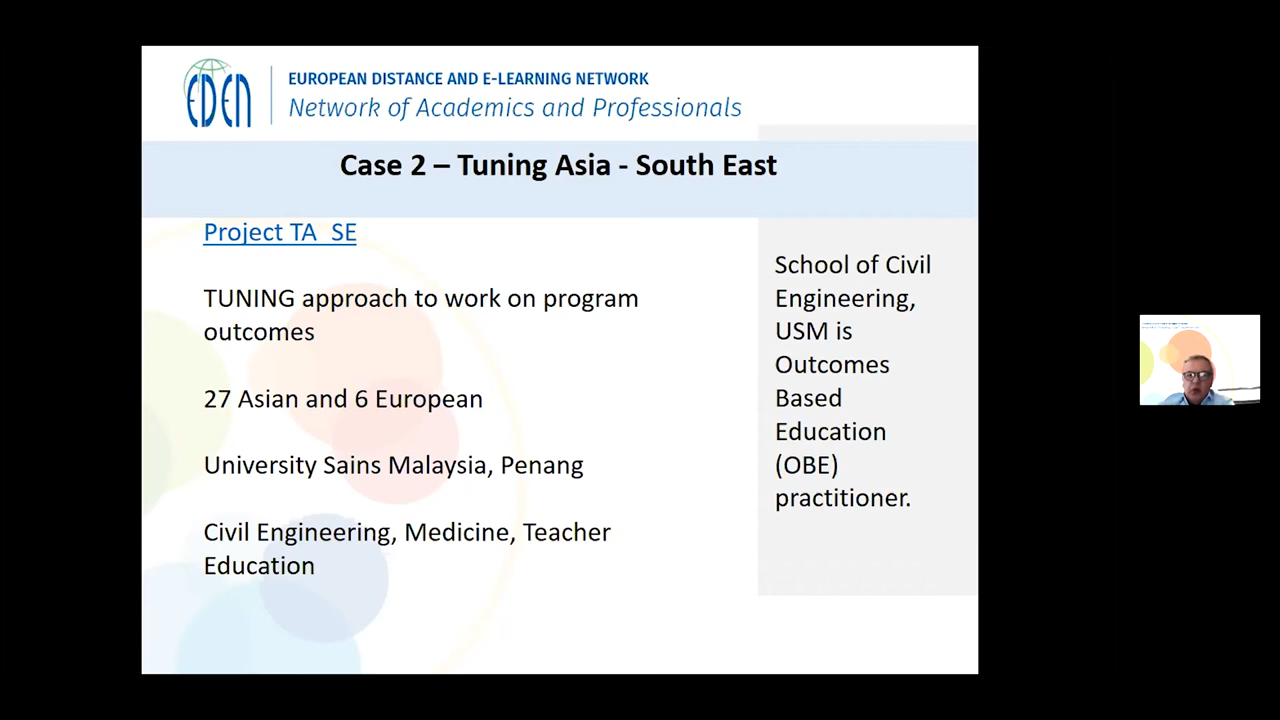 EDEN
EUROPEAN DISTANCE AND E-LEARNING NETWORK
Network of Academics and Professionals
Case 2 – Tuning Asia - South East
Project TA_SE
TUNING approach to work on program
outcomes
27 Asian and 6 European
University Sains Malaysia, Penang
Civil Engineering, Medicine, Teacher
Education
School of Civil
Engineering,
USM is
Outcomes
Based
Education
(OBE)
practitioner.